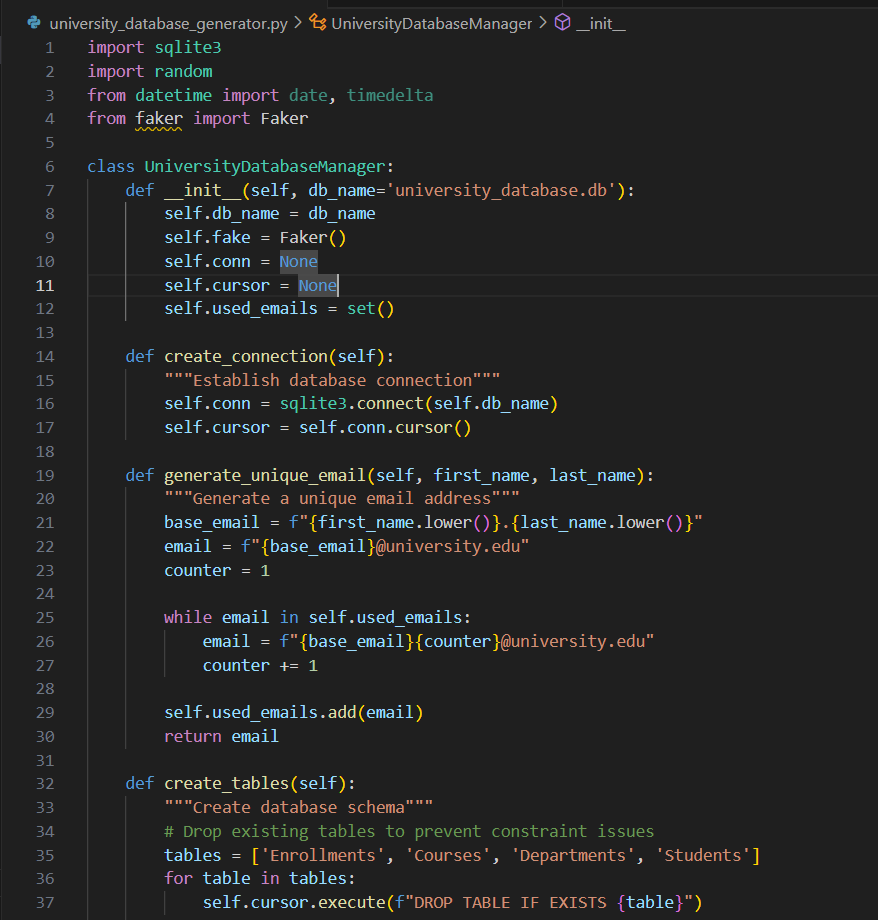 university_database_generator.py > UniversityDatabaseManager > __init__
1 import sqlite3
2 import random
3 from datetime import date, timedelta
4 from faker import Faker
5
6 class UniversityDatabaseManager:
7     def __init__(self, db_name='university_database.db'):
8         self.db_name = db_name
9         self.fake = Faker()
10         self.conn = None
11         self.cursor = None
12         self.used_emails = set()
13
14     def create_connection(self):
15         """Establish database connection"""
16         self.conn = sqlite3.connect(self.db_name)
17         self.cursor = self.conn.cursor()
18
19     def generate_unique_email(self, first_name, last_name):
20         """Generate a unique email address"""
21         base_email = f"{first_name.lower()}.{last_name.lower()}"
22         email = f"{base_email}@university.edu"
23         counter = 1
24
25         while email in self.used_emails:
26             email = f"{base_email}{counter}@university.edu"
27             counter += 1
28
29         self.used_emails.add(email)
30         return email
31
32     def create_tables(self):
33         """Create database schema"""
34         # Drop existing tables to prevent constraint issues
35         tables = ['Enrollments', 'Courses', 'Departments', 'Students']
36         for table in tables:
37             self.cursor.execute(f"DROP TABLE IF EXISTS {table}")